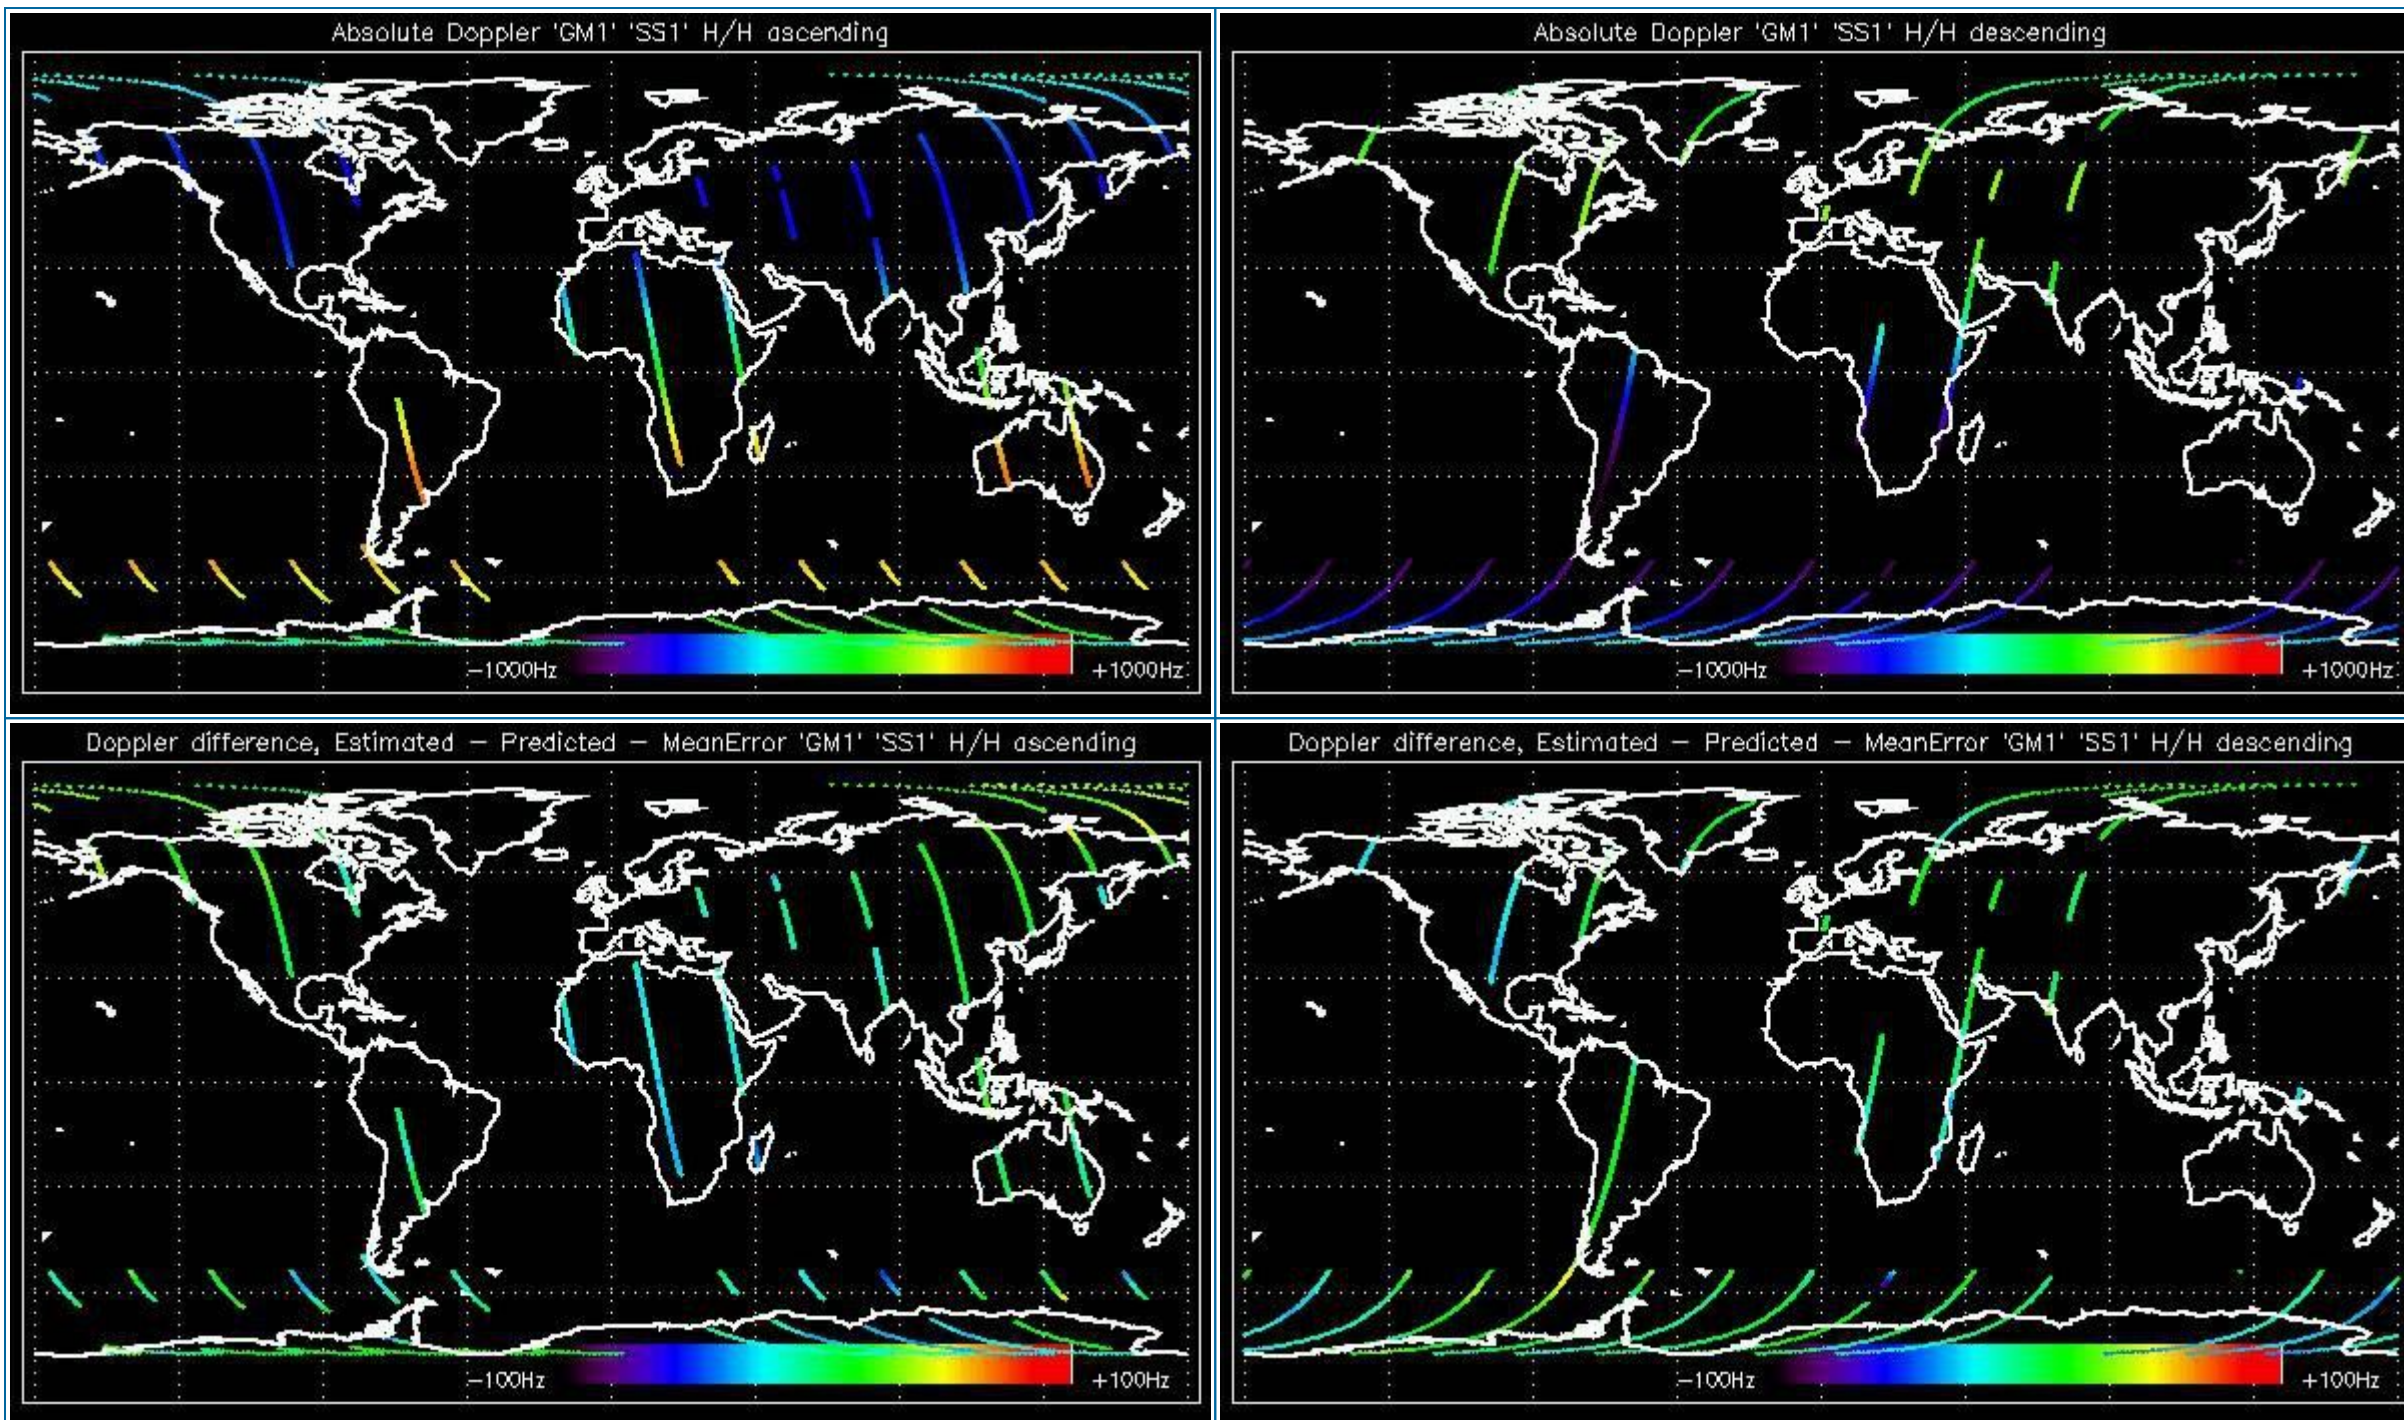 Absolute Doppler 'GM1' 'SS1' H/H ascending
−1000Hz
+1000Hz
Absolute Doppler 'GM1' 'SS1' H/H descending
−1000Hz
+1000Hz
Doppler difference, Estimated − Predicted − MeanError 'GM1' 'SS1' H/H ascending
−100Hz
+100Hz
Doppler difference, Estimated − Predicted − MeanError 'GM1' 'SS1' H/H descending
−100Hz
+100Hz